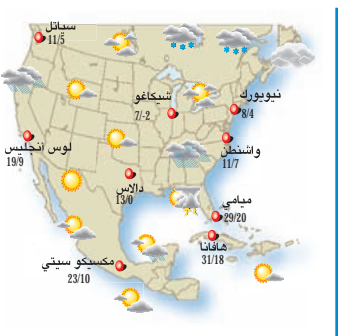 سياتل
11/5
شيكاغو
7/-2
نيويورك
8/4
لوس أنجليس
19/9
واشنطن
11/7
دالاس
13/0
ميامي
29/20
هافانا
31/18
مكسيكو سيتي
23/10